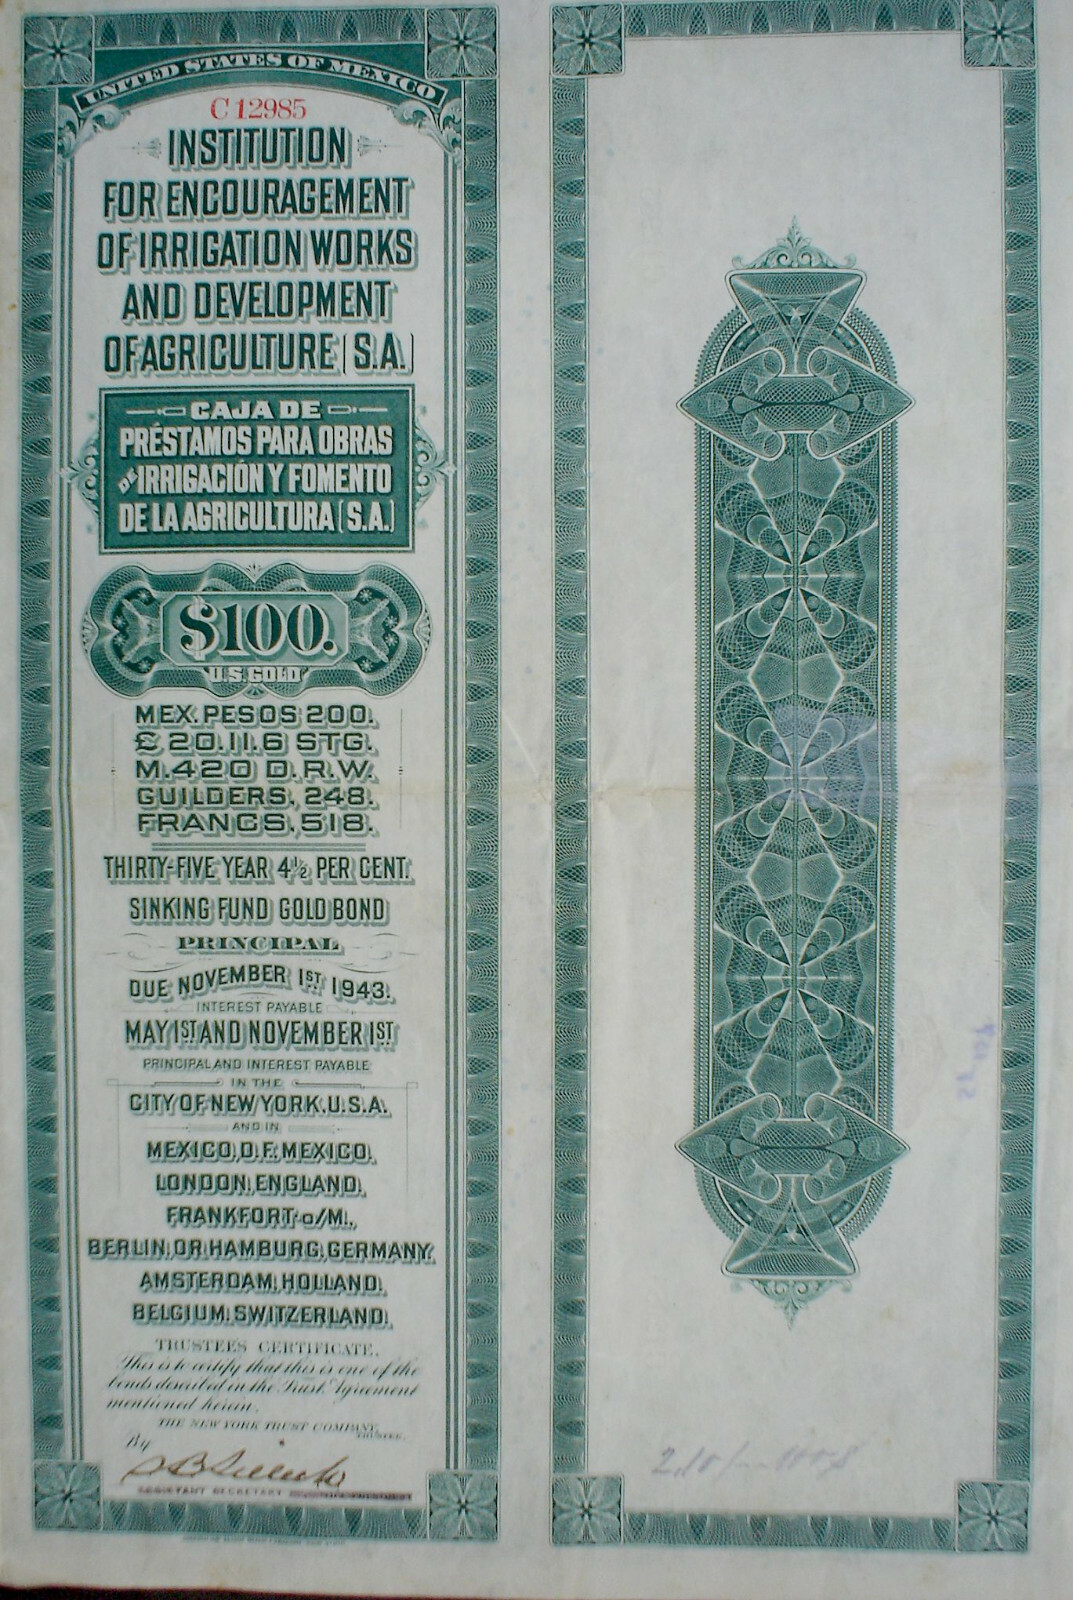 UNITED STATES OF MEXICO
C 12985
INSTITUTION
FOR ENCOURAGEMENT
OF IRRIGATION WORKS
AND DEVELOPMENT
OF AGRICULTURE (S.A.)
CAJA DE
PRÉSTAMOS PARA OBRAS
DE IRRIGACIÓN Y FOMENTO
DE LA AGRICULTURA (S.A.)
$100.
U.S. GOLD
MEX. PESOS 200.
£ 20.11.6 STG.
M.420 D.R.W.
GUILDERS, 248.
FRANCS, 518.
THIRTY-FIVE YEAR 4½ PER CENT.
SINKING FUND GOLD BOND
PRINCIPAL
DUE NOVEMBER 1ST. 1943.
INTEREST PAYABLE
MAY 1ST AND NOVEMBER 1ST.
PRINCIPAL AND INTEREST PAYABLE
IN THE
CITY OF NEW YORK. U.S.A.
AND IN
MEXICO, D.F. MEXICO.
LONDON, ENGLAND.
FRANKFORT-o/M.,
BERLIN, OR HAMBURG, GERMANY.
AMSTERDAM, HOLLAND.
BELGIUM. SWITZERLAND.
TRUSTEE'S CERTIFICATE.
This is to certify that this is one of the
bonds described in the Trust Agreement
mentioned herein.
THE NEW YORK TRUST COMPANY,
TRUSTEE.
By
ASSISTANT SECRETARY